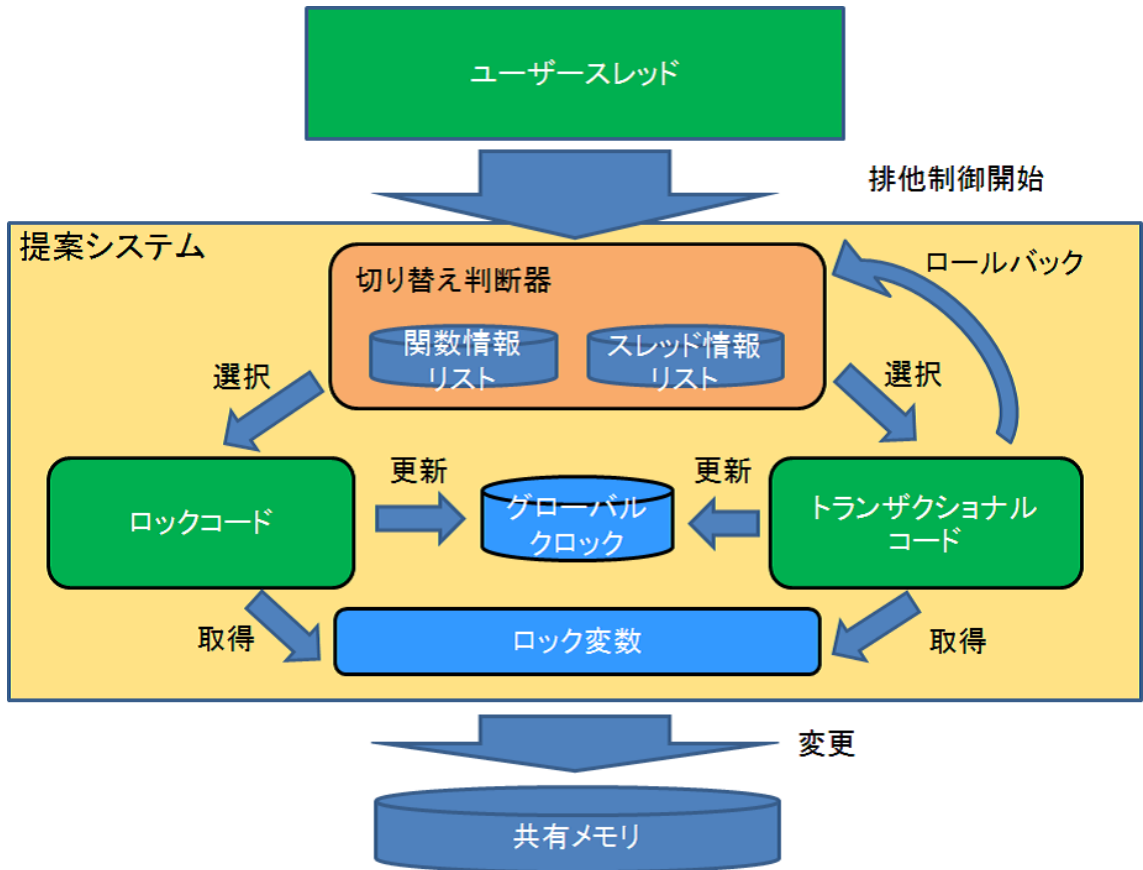 ユーザースレッド
排他制御開始
提案システム
ロールバック
切り替え判断器
関数情報
リスト
スレッド情報
リスト
選択
選択
更新
更新
ロックコード
グローバル
クロック
トランザクショナル
コード
取得
ロック変数
取得
変更
共有メモリ